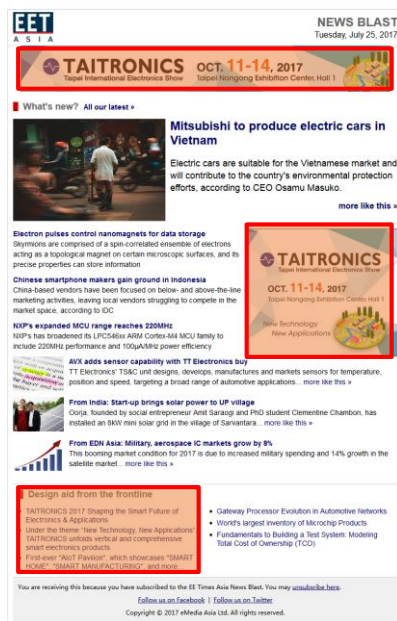 EET
ASIA
NEWS BLAST
Tuesday, July 25, 2017
TAITRONICS
Taipei International Electronics Show
OCT. 11-14, 2017
Taipei Nangang Exhibition Center, Hall 1
What's new? All our latest »
Mitsubishi to produce electric cars in
Vietnam
Electric cars are suitable for the Vietnamese market and
will contribute to the country's environmental protection
efforts, according to CEO Osamu Masuko.
more like this »
Electron pulses control nanomagnets for data storage
Skymions are comprised of a spin-correlated ensemble of electrons
acting as a topological magnet on certain microscopic surfaces, and its
precise properties can store information
Chinese smartphone makers gain ground in Indonesia
China-based vendors have been focused on below- and above-the-line
marketing activities, leaving local vendors struggling to compete in the
smart market space, according to IDC
NXP's expanded MCU range reaches 220MHz
NXP's has broadened its LPC546xx ARM Cortex-M4 MCU family to
include 220MHz performance and 100µA/MHz power efficiency
TAITRONICS
Taipei International Electronics Show
OCT. 11-14, 2017
Taipei Nangang Exhibition Center, Hall 1
New Technology
New Applications
AVX adds sensor capability with TT Electronics buy
TT Electronics' TS&C unit designs, develops, manufactures and markets sensors for temperature,
position and speed, targeting a broad range of automotive applications... more like this »
From India: Start-up brings solar power to UP village
Oorja, founded by social entrepreneur Amit Saraogi and PhD student Clementine Chambon, has
installed an 8kW mini solar grid in the village of Sarvantara... more like this »
From EDN Asia: Military, aerospace IC markets grow by 8%
This booming market condition for 2017 is due to increased military spending and 14% growth in the
satellite market... more like this »
Design aid from the frontline
TAITRONICS 2017 Shaping the Smart Future of
Electronics & Applications
Under the theme "New Technology, New Applications"
TAITRONICS unfolds vertical and comprehensive
smart electronics products
First-ever "AIoT Pavilion", which showcases "SMART
HOME", "SMART MANUFACTURING", and more...
Gateway Processor Evolution in Automotive Networks
World's largest inventory of Microchip Products
Fundamentals to Building a Test System: Modeling
Total Cost of Ownership (TCO)
You are receiving this because you have subscribed to the EE Times Asia News Blast. You may unsubscribe here.
Follow us on Facebook | Follow us on Twitter
Copyright © 2017 eMedia Asia Ltd. All rights reserved.